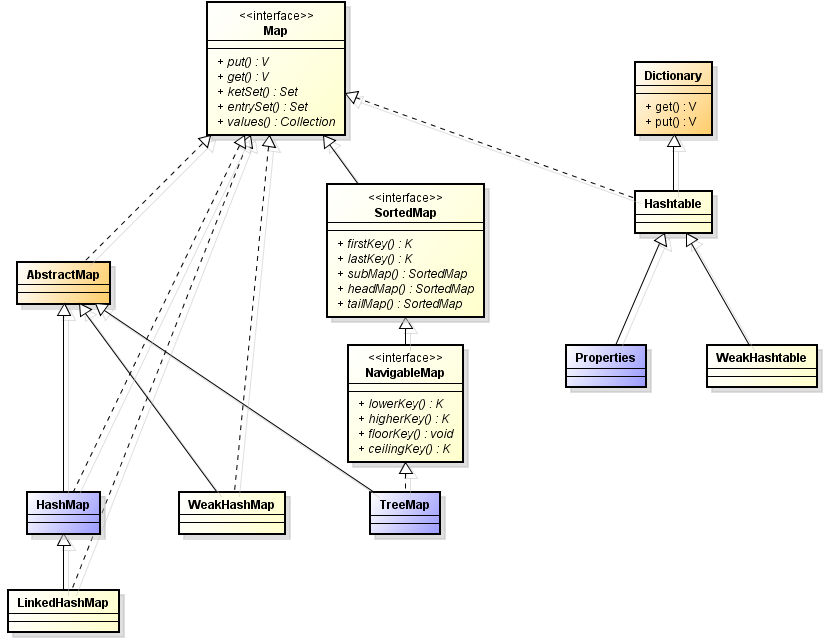 <<interface>>
Map
+ put() : V
+ get() : V
+ ketSet() : Set
+ entrySet() : Set
+ values() : Collection
Dictionary
+ get() : V
+ put() : V
<<interface>>
SortedMap
+ firstKey() : K
+ lastKey() : K
+ subMap() : SortedMap
+ headMap() : SortedMap
+ tailMap() : SortedMap
Hashtable
AbstractMap
<<interface>>
NavigableMap
+ lowerKey() : K
+ higherKey() : K
+ floorKey() : void
+ ceilingKey() : K
Properties
WeakHashtable
HashMap
WeakHashMap
TreeMap
LinkedHashMap